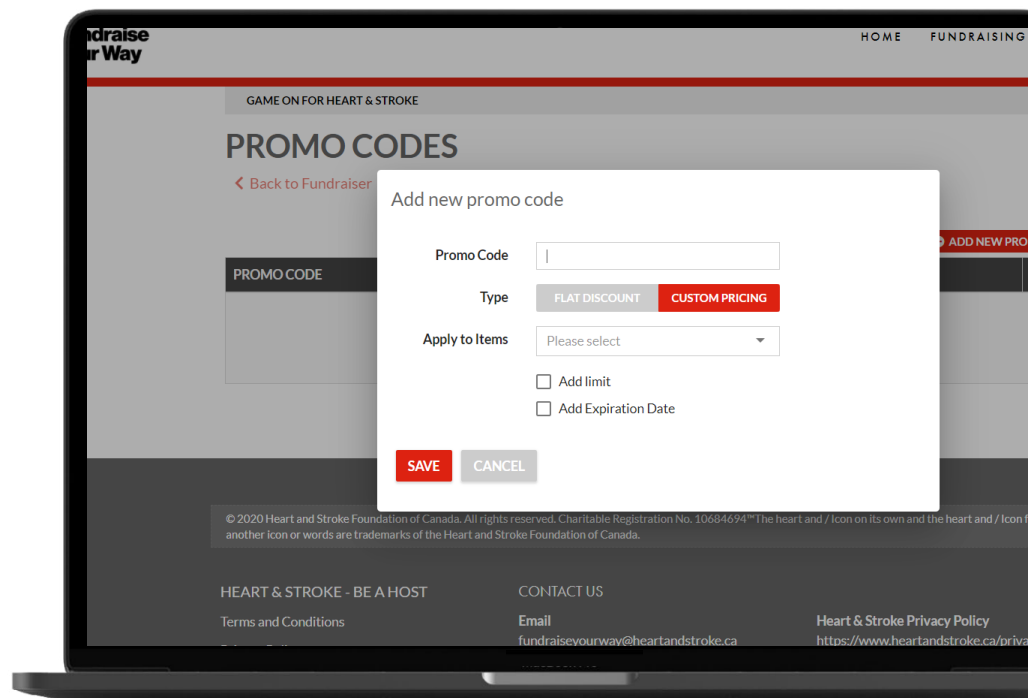 ndraise
ur Way
HOME FUNDRAISING
GAME ON FOR HEART & STROKE
PROMO CODES
Back to Fundraiser
ADD NEW PRO
PROMO CODE
Add new promo code
Promo Code
Type FLAT DISCOUNT CUSTOM PRICING
Apply to Items Please select
Add limit
Add Expiration Date
SAVE CANCEL
© 2020 Heart and Stroke Foundation of Canada. All rights reserved. Charitable Registration No. 10684694™The heart and / Icon on its own and the heart and / Icon f
another icon or words are trademarks of the Heart and Stroke Foundation of Canada.
HEART & STROKE - BE A HOST
Terms and Conditions
CONTACT US
Email
fundraiseyourway@heartandstroke.ca
Heart & Stroke Privacy Policy
https://www.heartandstroke.ca/priva